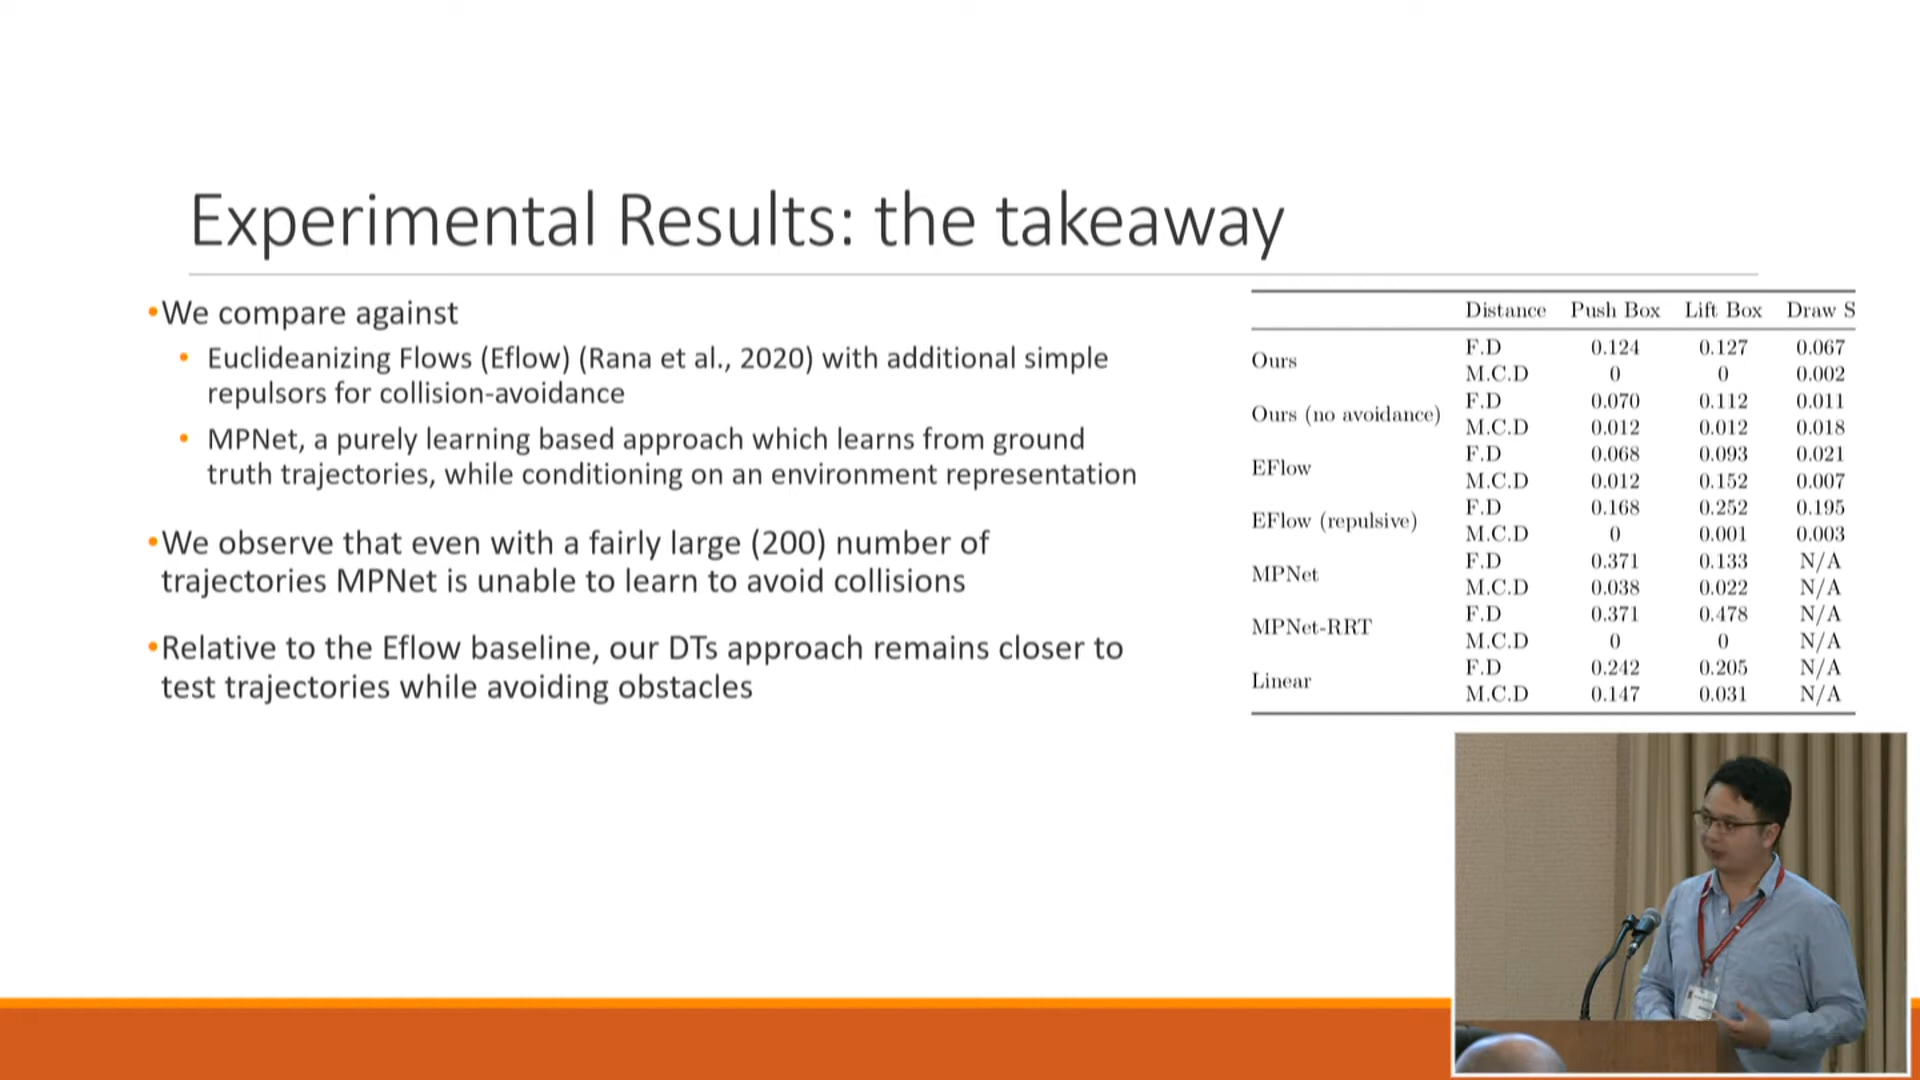 Experimental Results: the takeaway
•We compare against
• Euclideanizing Flows (Eflow) (Rana et al., 2020) with additional simple
repulsors for collision-avoidance
• MPNet, a purely learning based approach which learns from ground
truth trajectories, while conditioning on an environment representation
•We observe that even with a fairly large (200) number of
trajectories MPNet is unable to learn to avoid collisions
•Relative to the Eflow baseline, our DTs approach remains closer to
test trajectories while avoiding obstacles
Distance Push Box Lift Box Draw S
Ours
F.D 0.124 0.127 0.067
M.C.D 0 0 0.002
Ours (no avoidance)
F.D 0.070 0.112 0.011
M.C.D 0.012 0.012 0.018
EFlow
F.D 0.068 0.093 0.021
M.C.D 0.012 0.152 0.007
EFlow (repulsive)
F.D 0.168 0.252 0.195
M.C.D 0 0.001 0.003
MPNet
F.D 0.371 0.133 N/A
M.C.D 0.038 0.022 N/A
MPNet-RRT
F.D 0.371 0.478 N/A
M.C.D 0 0 N/A
Linear
F.D 0.242 0.205 N/A
M.C.D 0.147 0.031 N/A